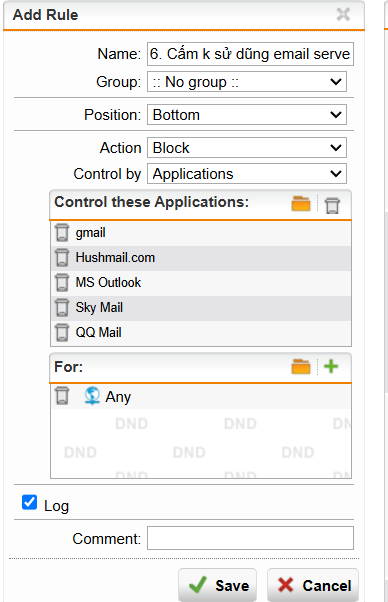 Add Rule
Name: 6. Cấm k sử dũng email serve
Group: :: No group ::
Position: Bottom
Action Block
Control by Applications
Control these Applications:
gmail
Hushmail.com
MS Outlook
Sky Mail
QQ Mail
For:
Any
DND DND DN
DND DND DND
DND DND DN
Log
Comment:
Save Cancel